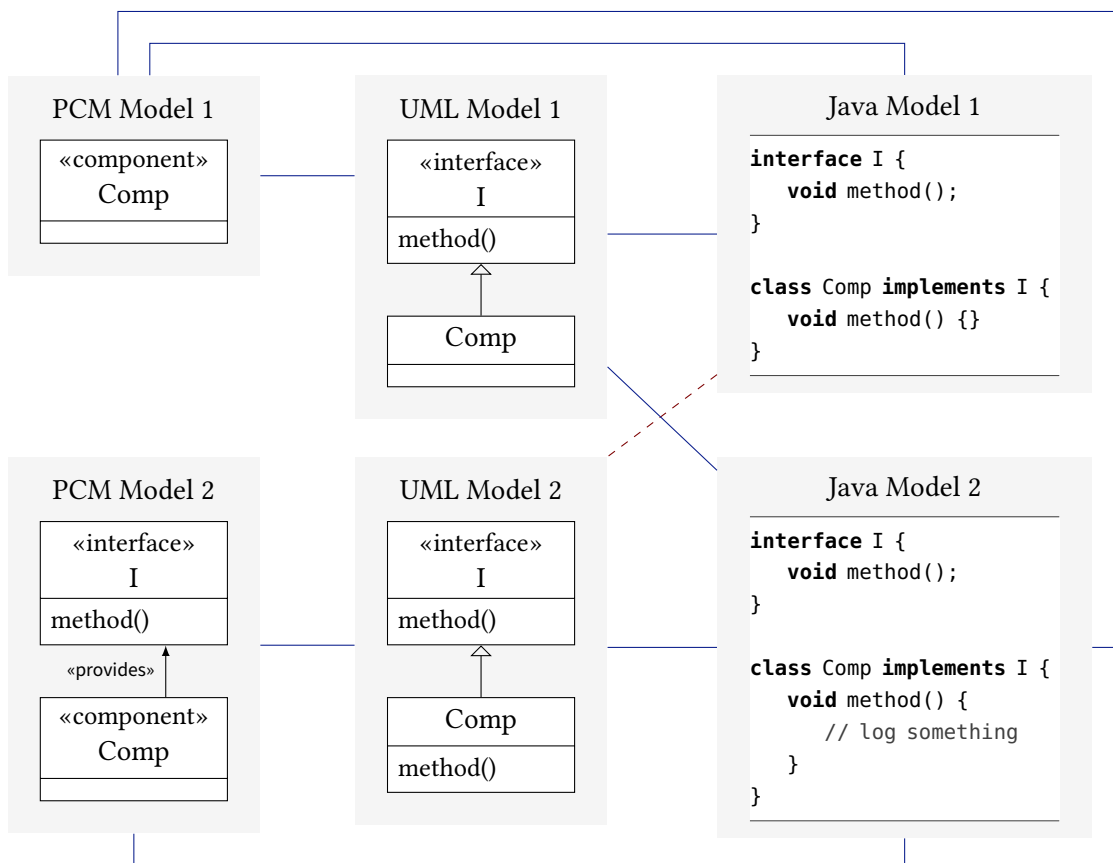 PCM Model 1
«component»
Comp
UML Model 1
«interface»
I
method()
Comp
Java Model 1
interface I {
void method();
}
class Comp implements I {
void method() {}
}
PCM Model 2
«interface»
I
method()
«provides»
«component»
Comp
UML Model 2
«interface»
I
method()
Comp
method()
Java Model 2
interface I {
void method();
}
class Comp implements I {
void method() {
// log something
}
}